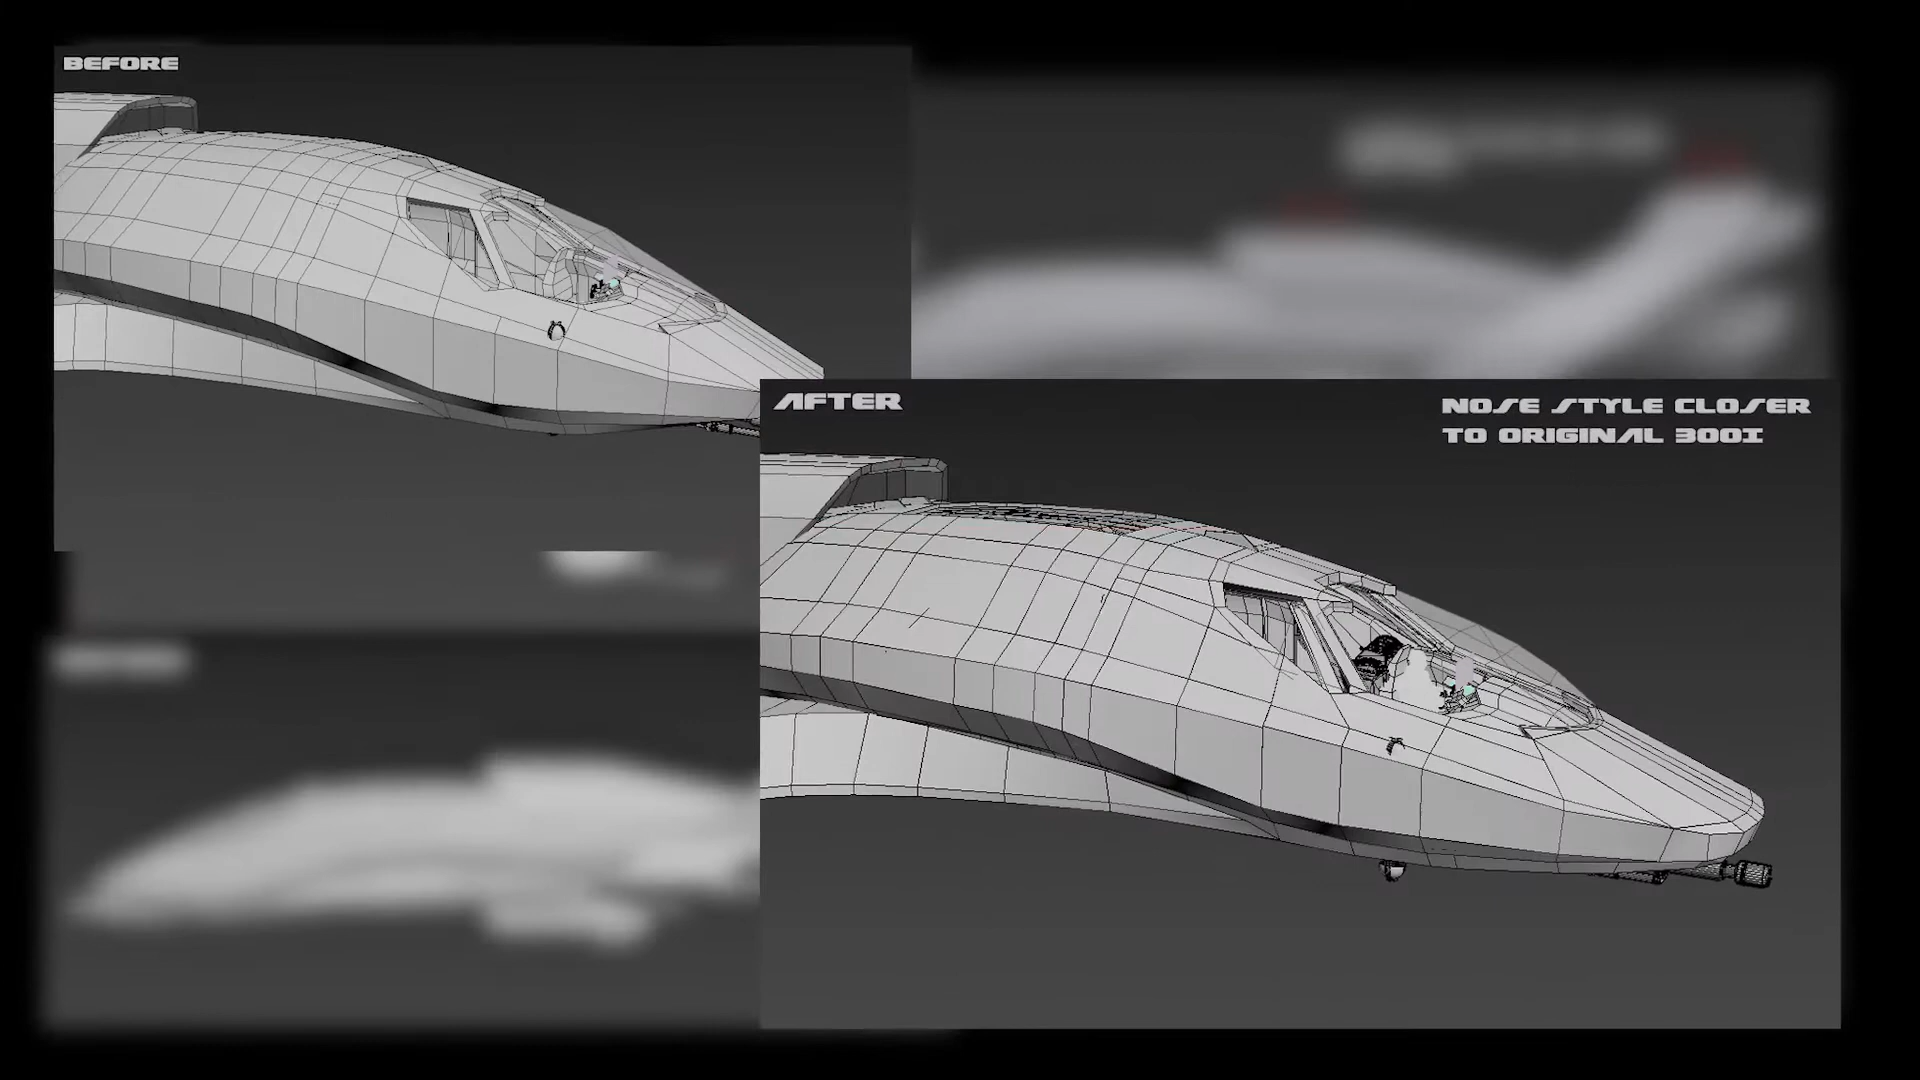 BEFORE
AFTER
NOSE STYLE CLOSER
TO ORIGINAL 300I